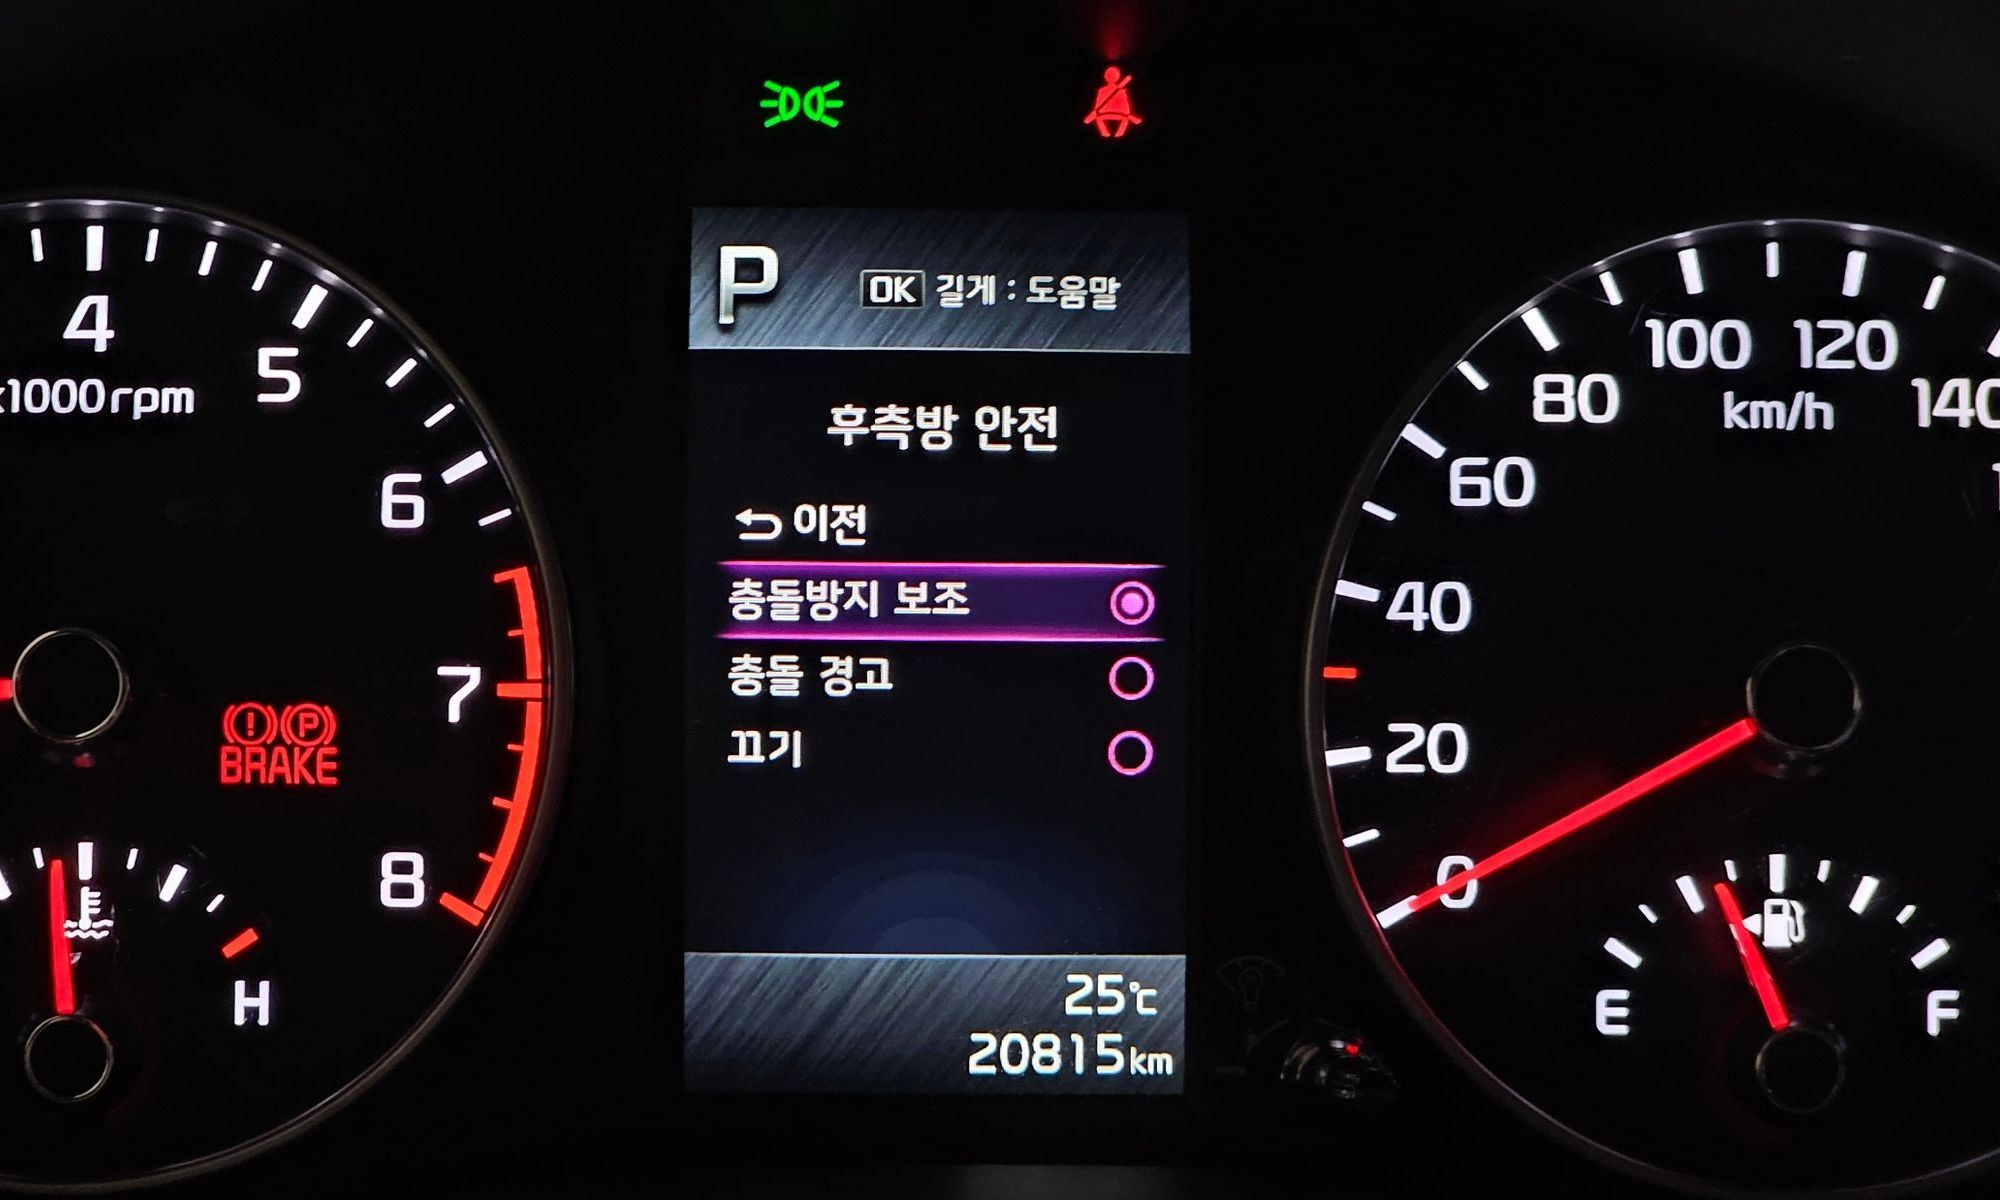 P
OK 길게 : 도움말
후측방 안전
이전
충돌방지 보조
충돌 경고
끄기
25℃
20815km
4
5
x1000rpm
6
7
8
BRAKE
P
H
0
20
40
60
80
100
120
140
km/h
E
F